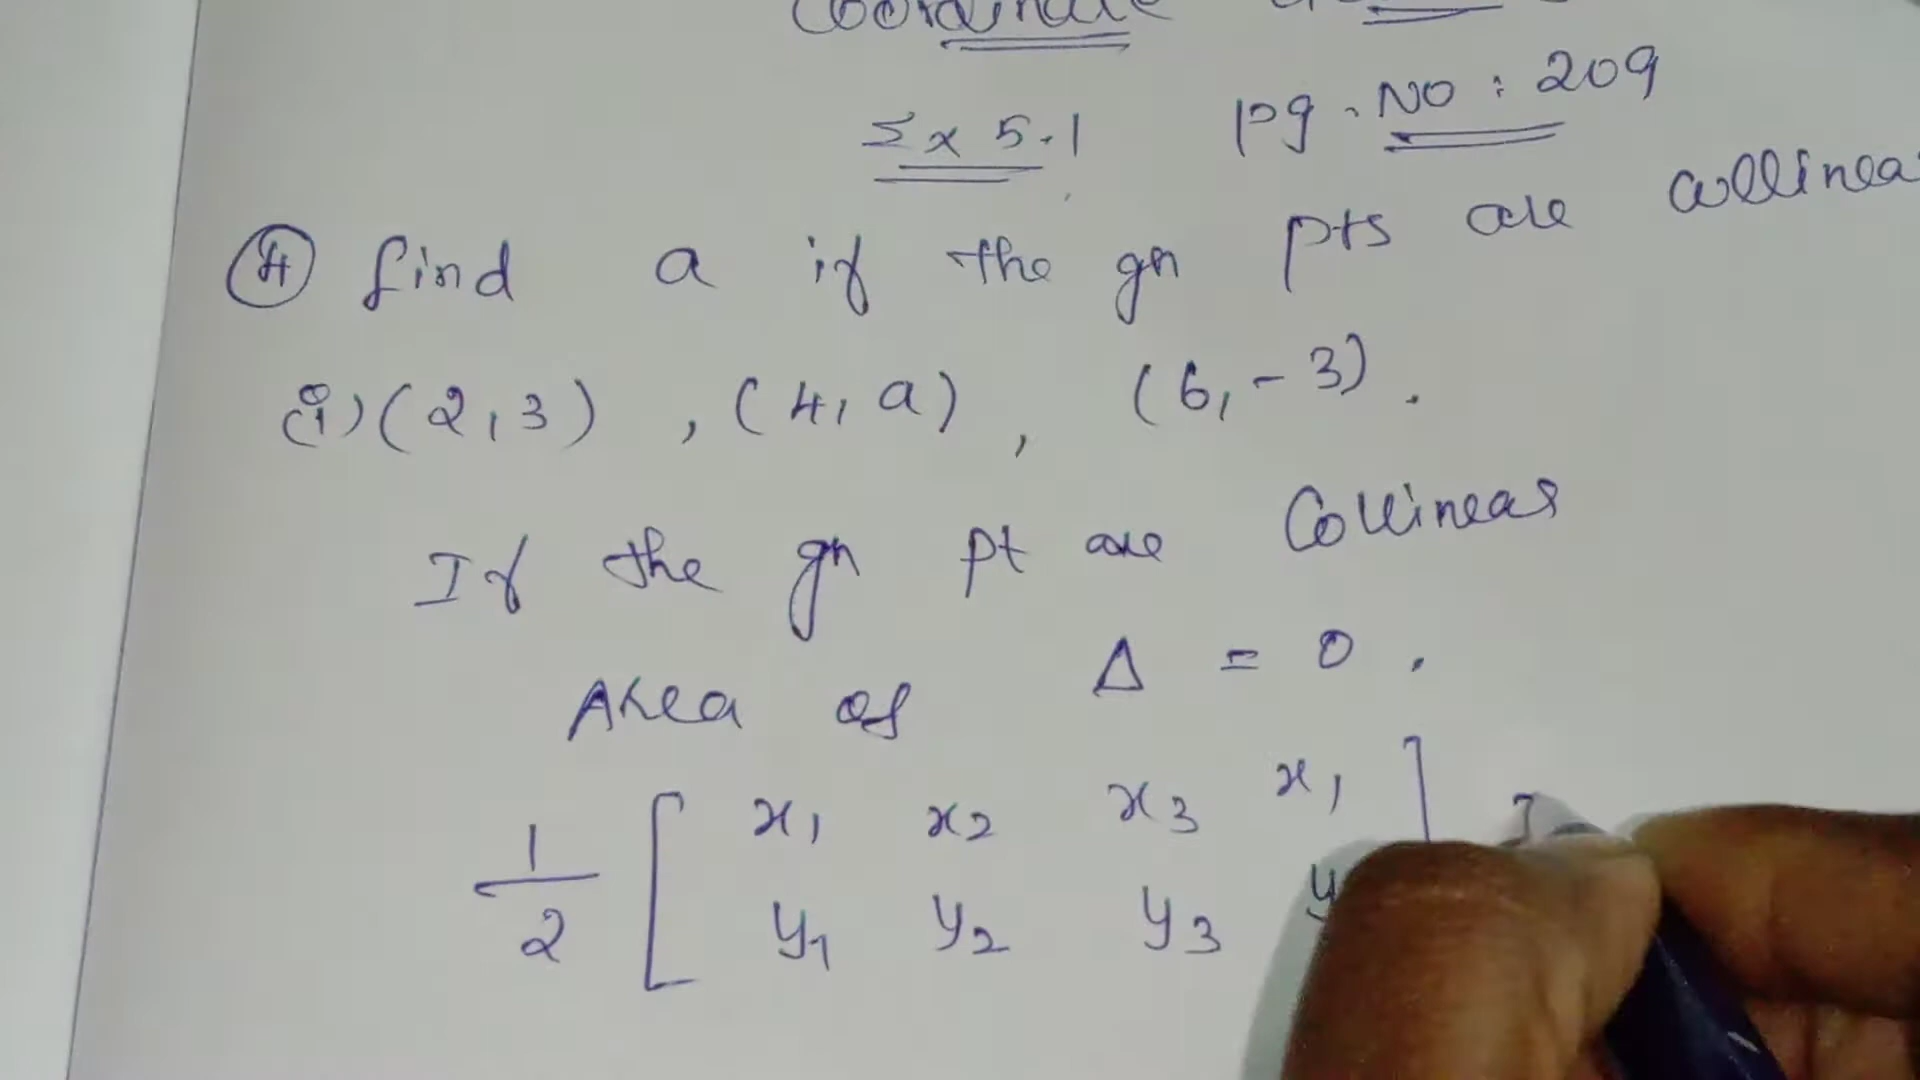 Coordinate
Ex 5.1 pg. No : 209
4 find a if the gn pts are collinea
(i) (2,3) , (4, a) , (6, -3).
If the gn pt are Collinear
Area of Δ = 0.
1/2 [ x1 x2 x3 x1 ]
y1 y2 y3 y